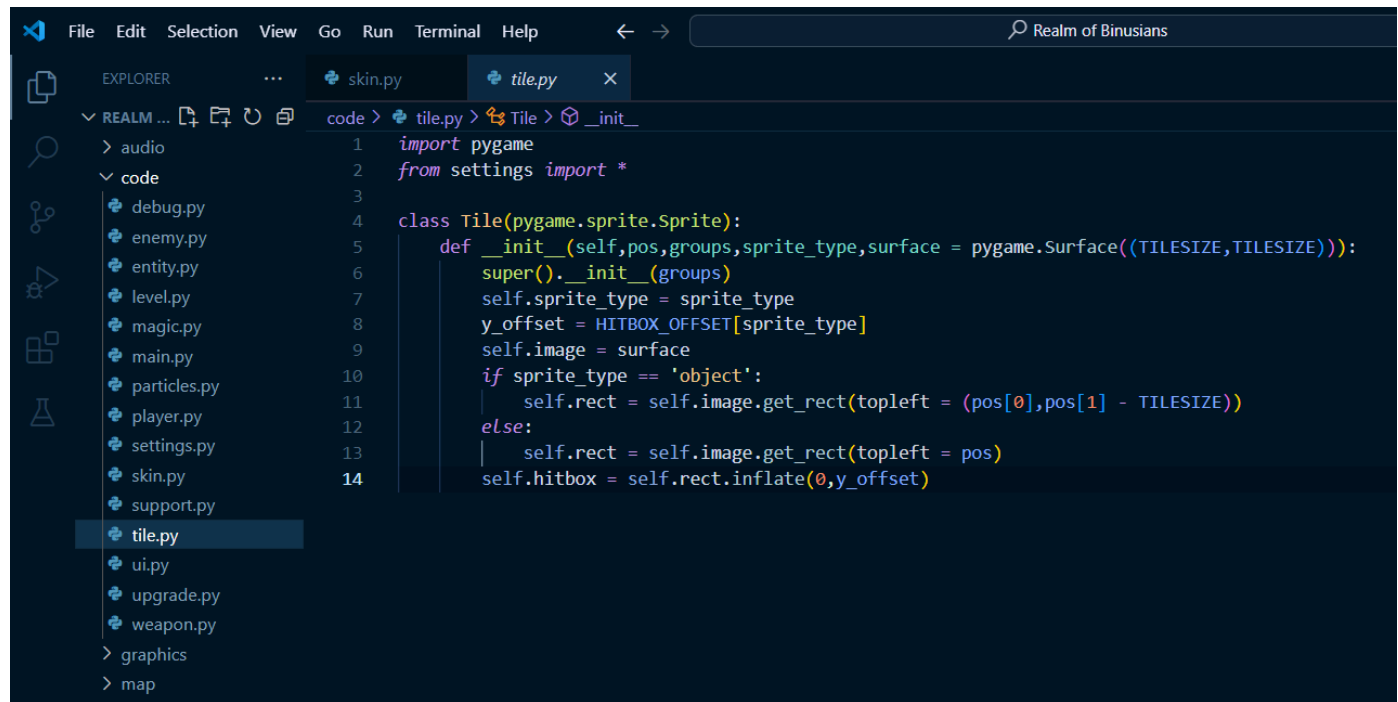 File Edit Selection View Go Run Terminal Help
Realm of Binusians
EXPLORER
skin.py
tile.py
REALM ...
code > tile.py > Tile > __init__
audio
code
debug.py
enemy.py
entity.py
level.py
magic.py
main.py
particles.py
player.py
settings.py
skin.py
support.py
tile.py
ui.py
upgrade.py
weapon.py
graphics
map
1 import pygame
2 from settings import *
3
4 class Tile(pygame.sprite.Sprite):
5     def __init__(self,pos,groups,sprite_type,surface = pygame.Surface((TILESIZE,TILESIZE))):
6         super().__init__(groups)
7         self.sprite_type = sprite_type
8         y_offset = HITBOX_OFFSET[sprite_type]
9         self.image = surface
10         if sprite_type == 'object':
11             self.rect = self.image.get_rect(topleft = (pos[0],pos[1] - TILESIZE))
12         else:
13             self.rect = self.image.get_rect(topleft = pos)
14         self.hitbox = self.rect.inflate(0,y_offset)